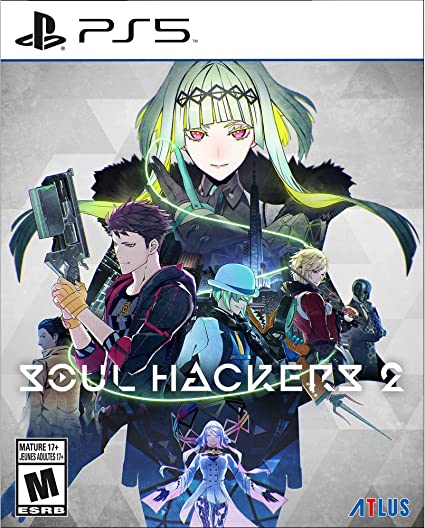 PS5
SOUL HACKERS 2
MATURE 17+
JEUNES ADULTES 17+
M
ESRB
ATLUS